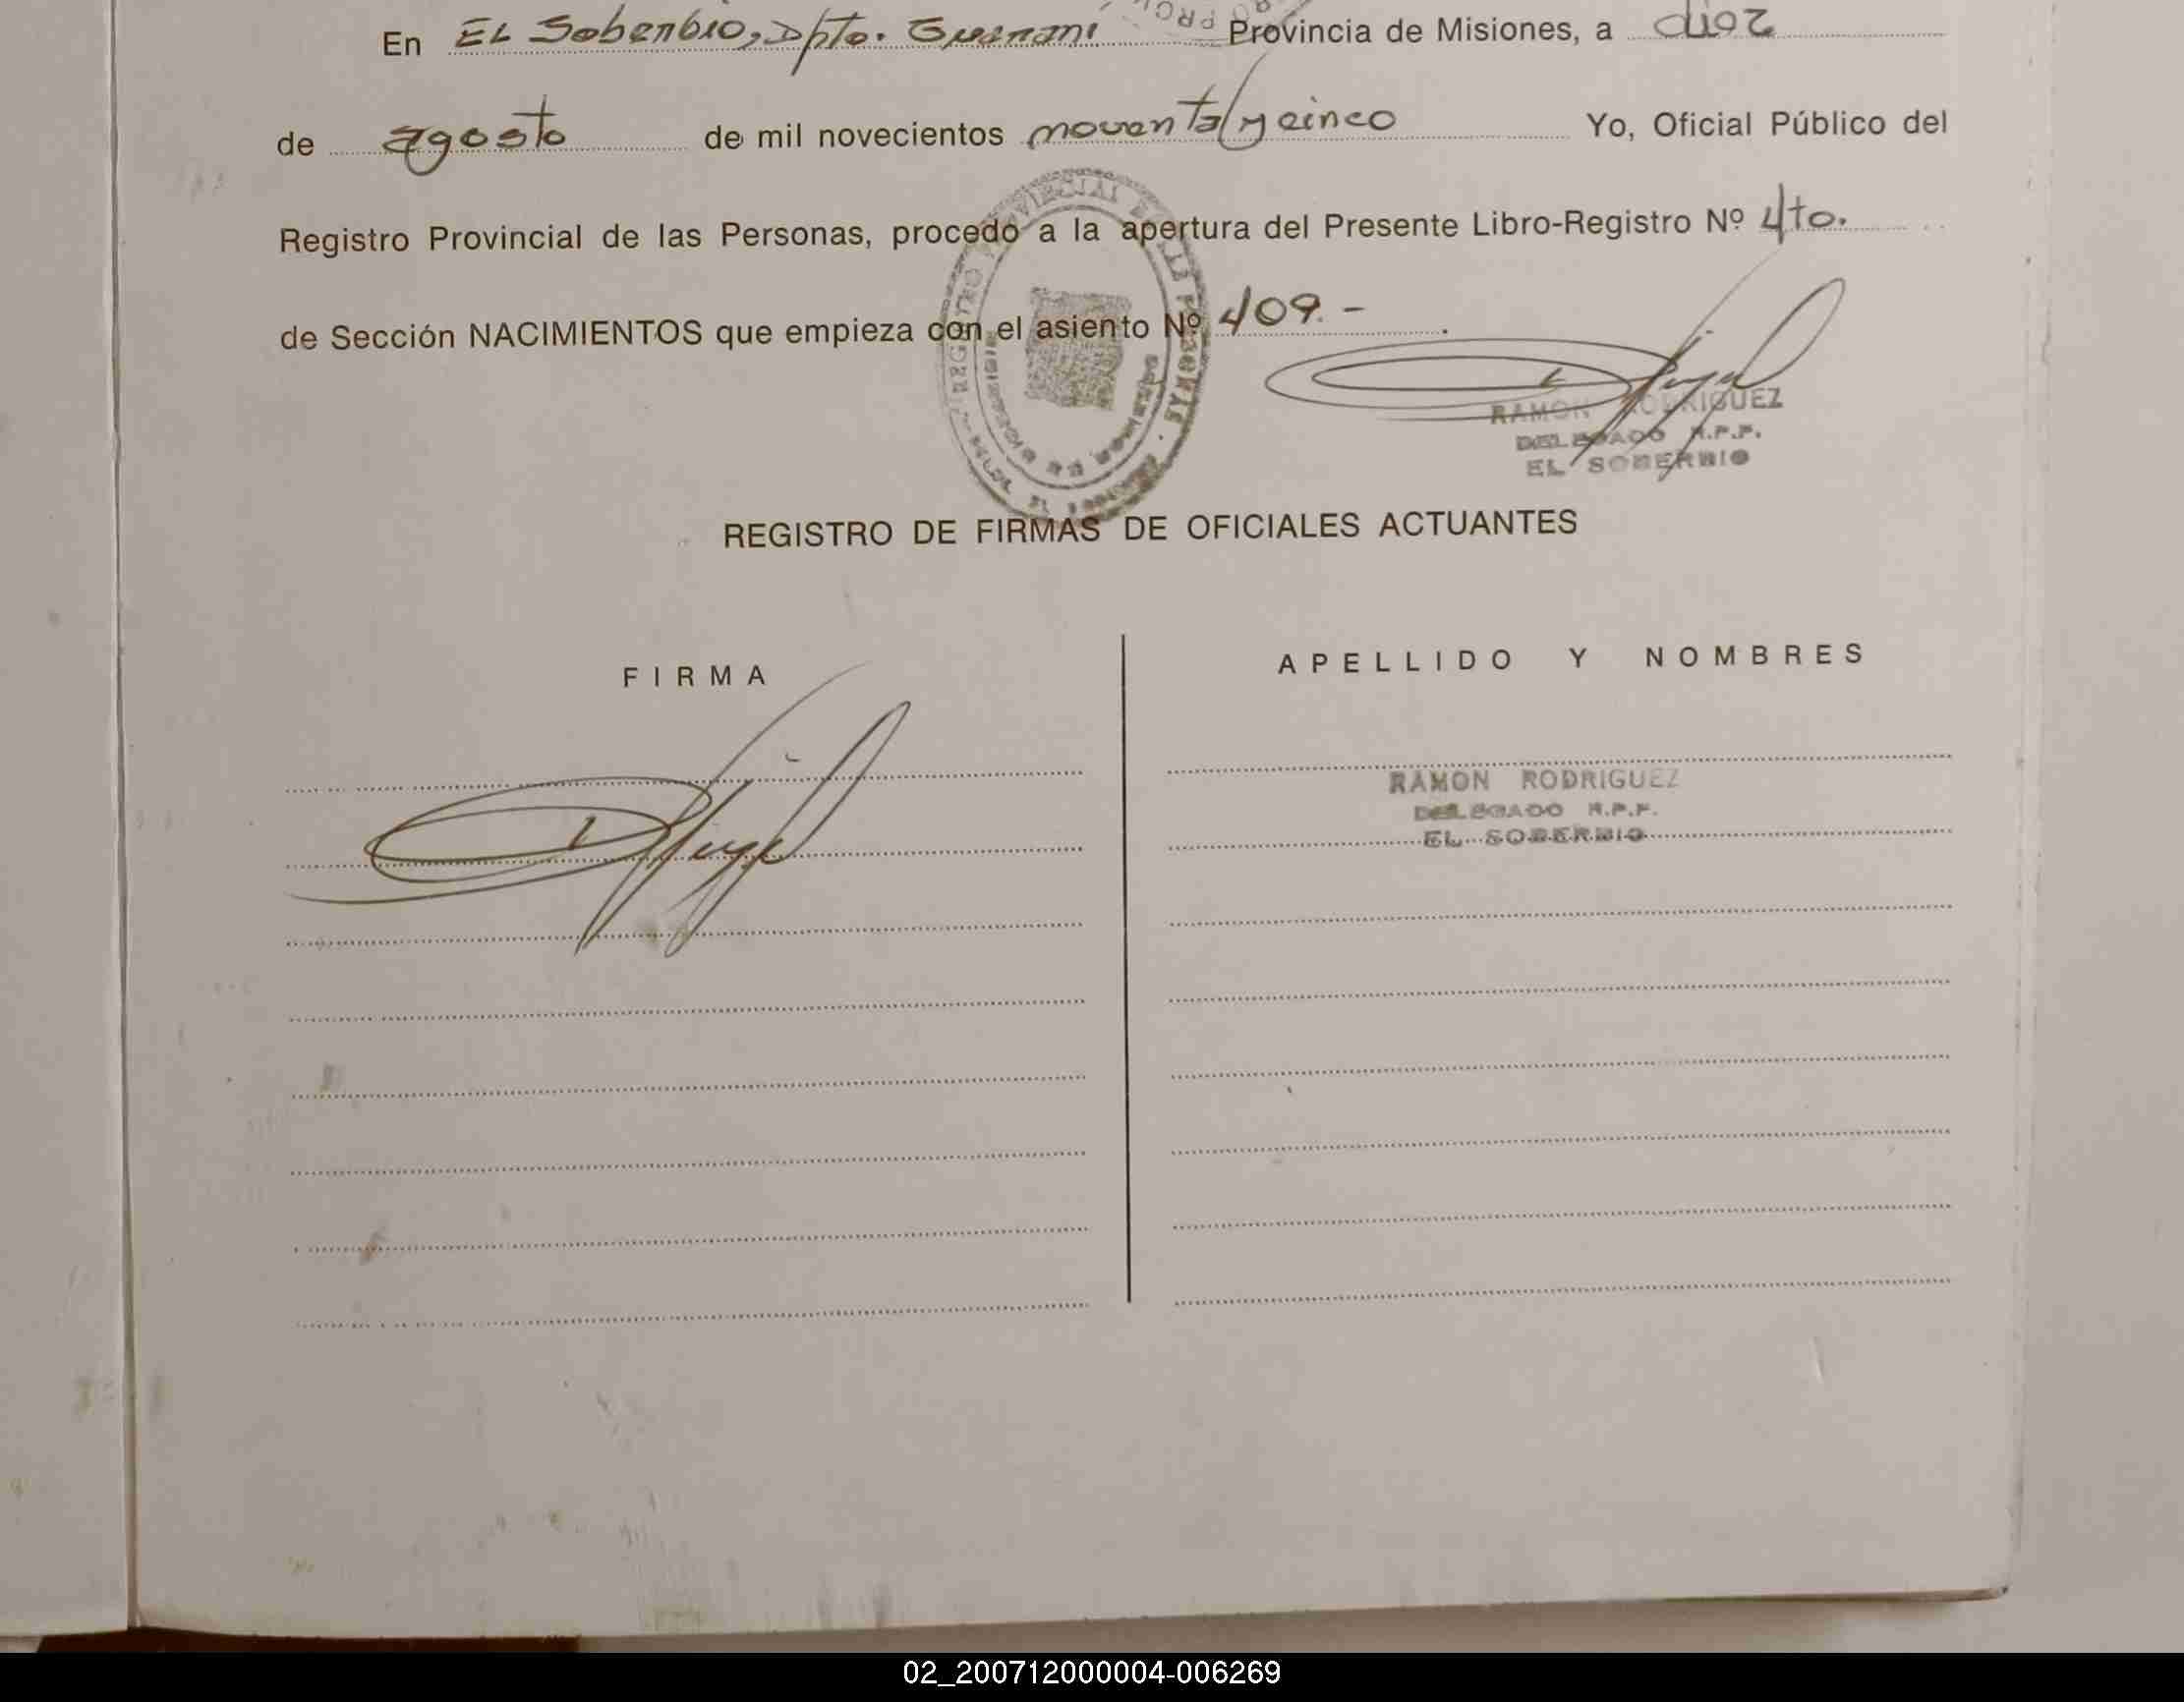 En EL Soberbio, Dpto. Guarani Provincia de Misiones, a diez
de agosto de mil novecientos noventa/y cinco Yo, Oficial Público del
Registro Provincial de las Personas, procedo a la apertura del Presente Libro-Registro Nº 4to.
de Sección NACIMIENTOS que empieza con el asiento Nº 409.-
RAMON RODRIGUEZ
DELEGADO R.P.P.
EL SOBERBIO
REGISTRO DE FIRMAS DE OFICIALES ACTUANTES
FIRMA
APELLIDO Y NOMBRES
RAMON RODRIGUEZ
DELEGADO R.P.P.
EL SOBERBIO
02_200712000004-006269